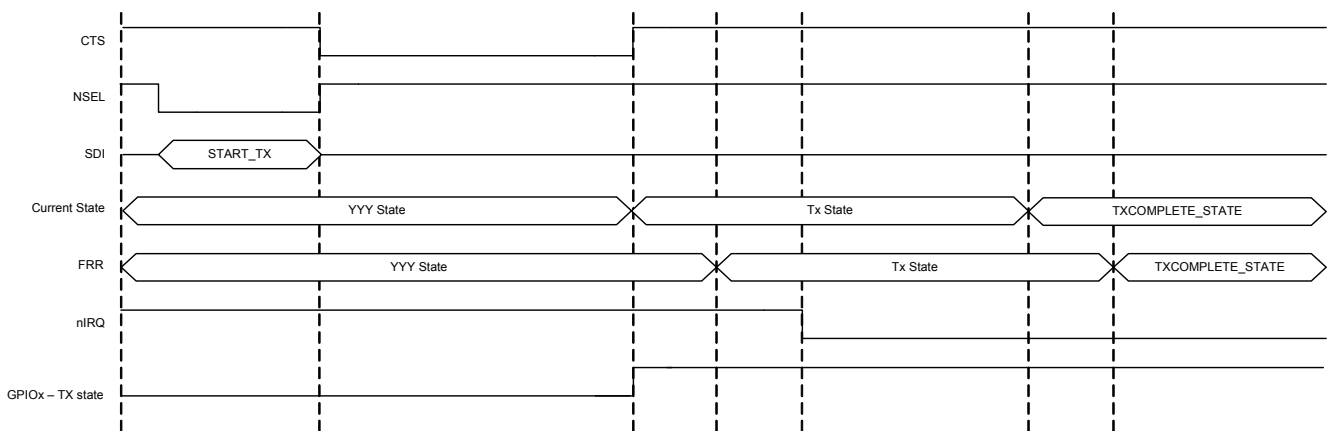 CTS
NSEL
SDI START_TX
Current State YYY State Tx State TXCOMPLETE_STATE
FRR YYY State Tx State TXCOMPLETE_STATE
nIRQ
GPIOx – TX state